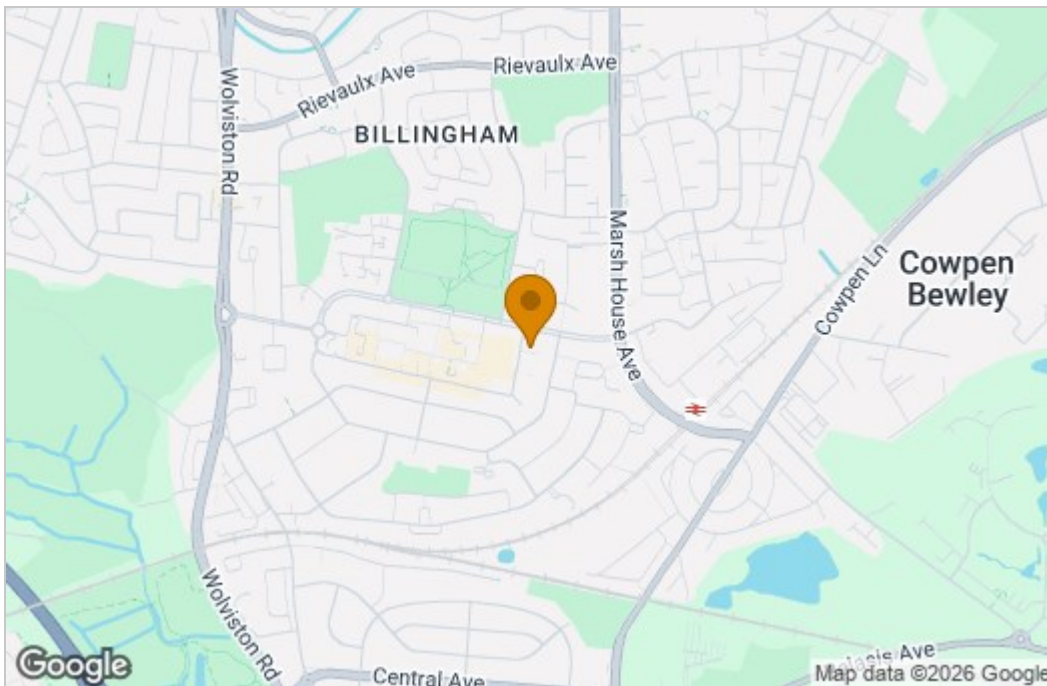 Rievaulx Ave
Rievaulx Ave
BILLINGHAM
Wolviston Rd
Marsh House Ave
Cowpen Ln
Cowpen
Bewley
Wolviston Rd
Central Ave
Ave
Google
Map data ©2026 Google